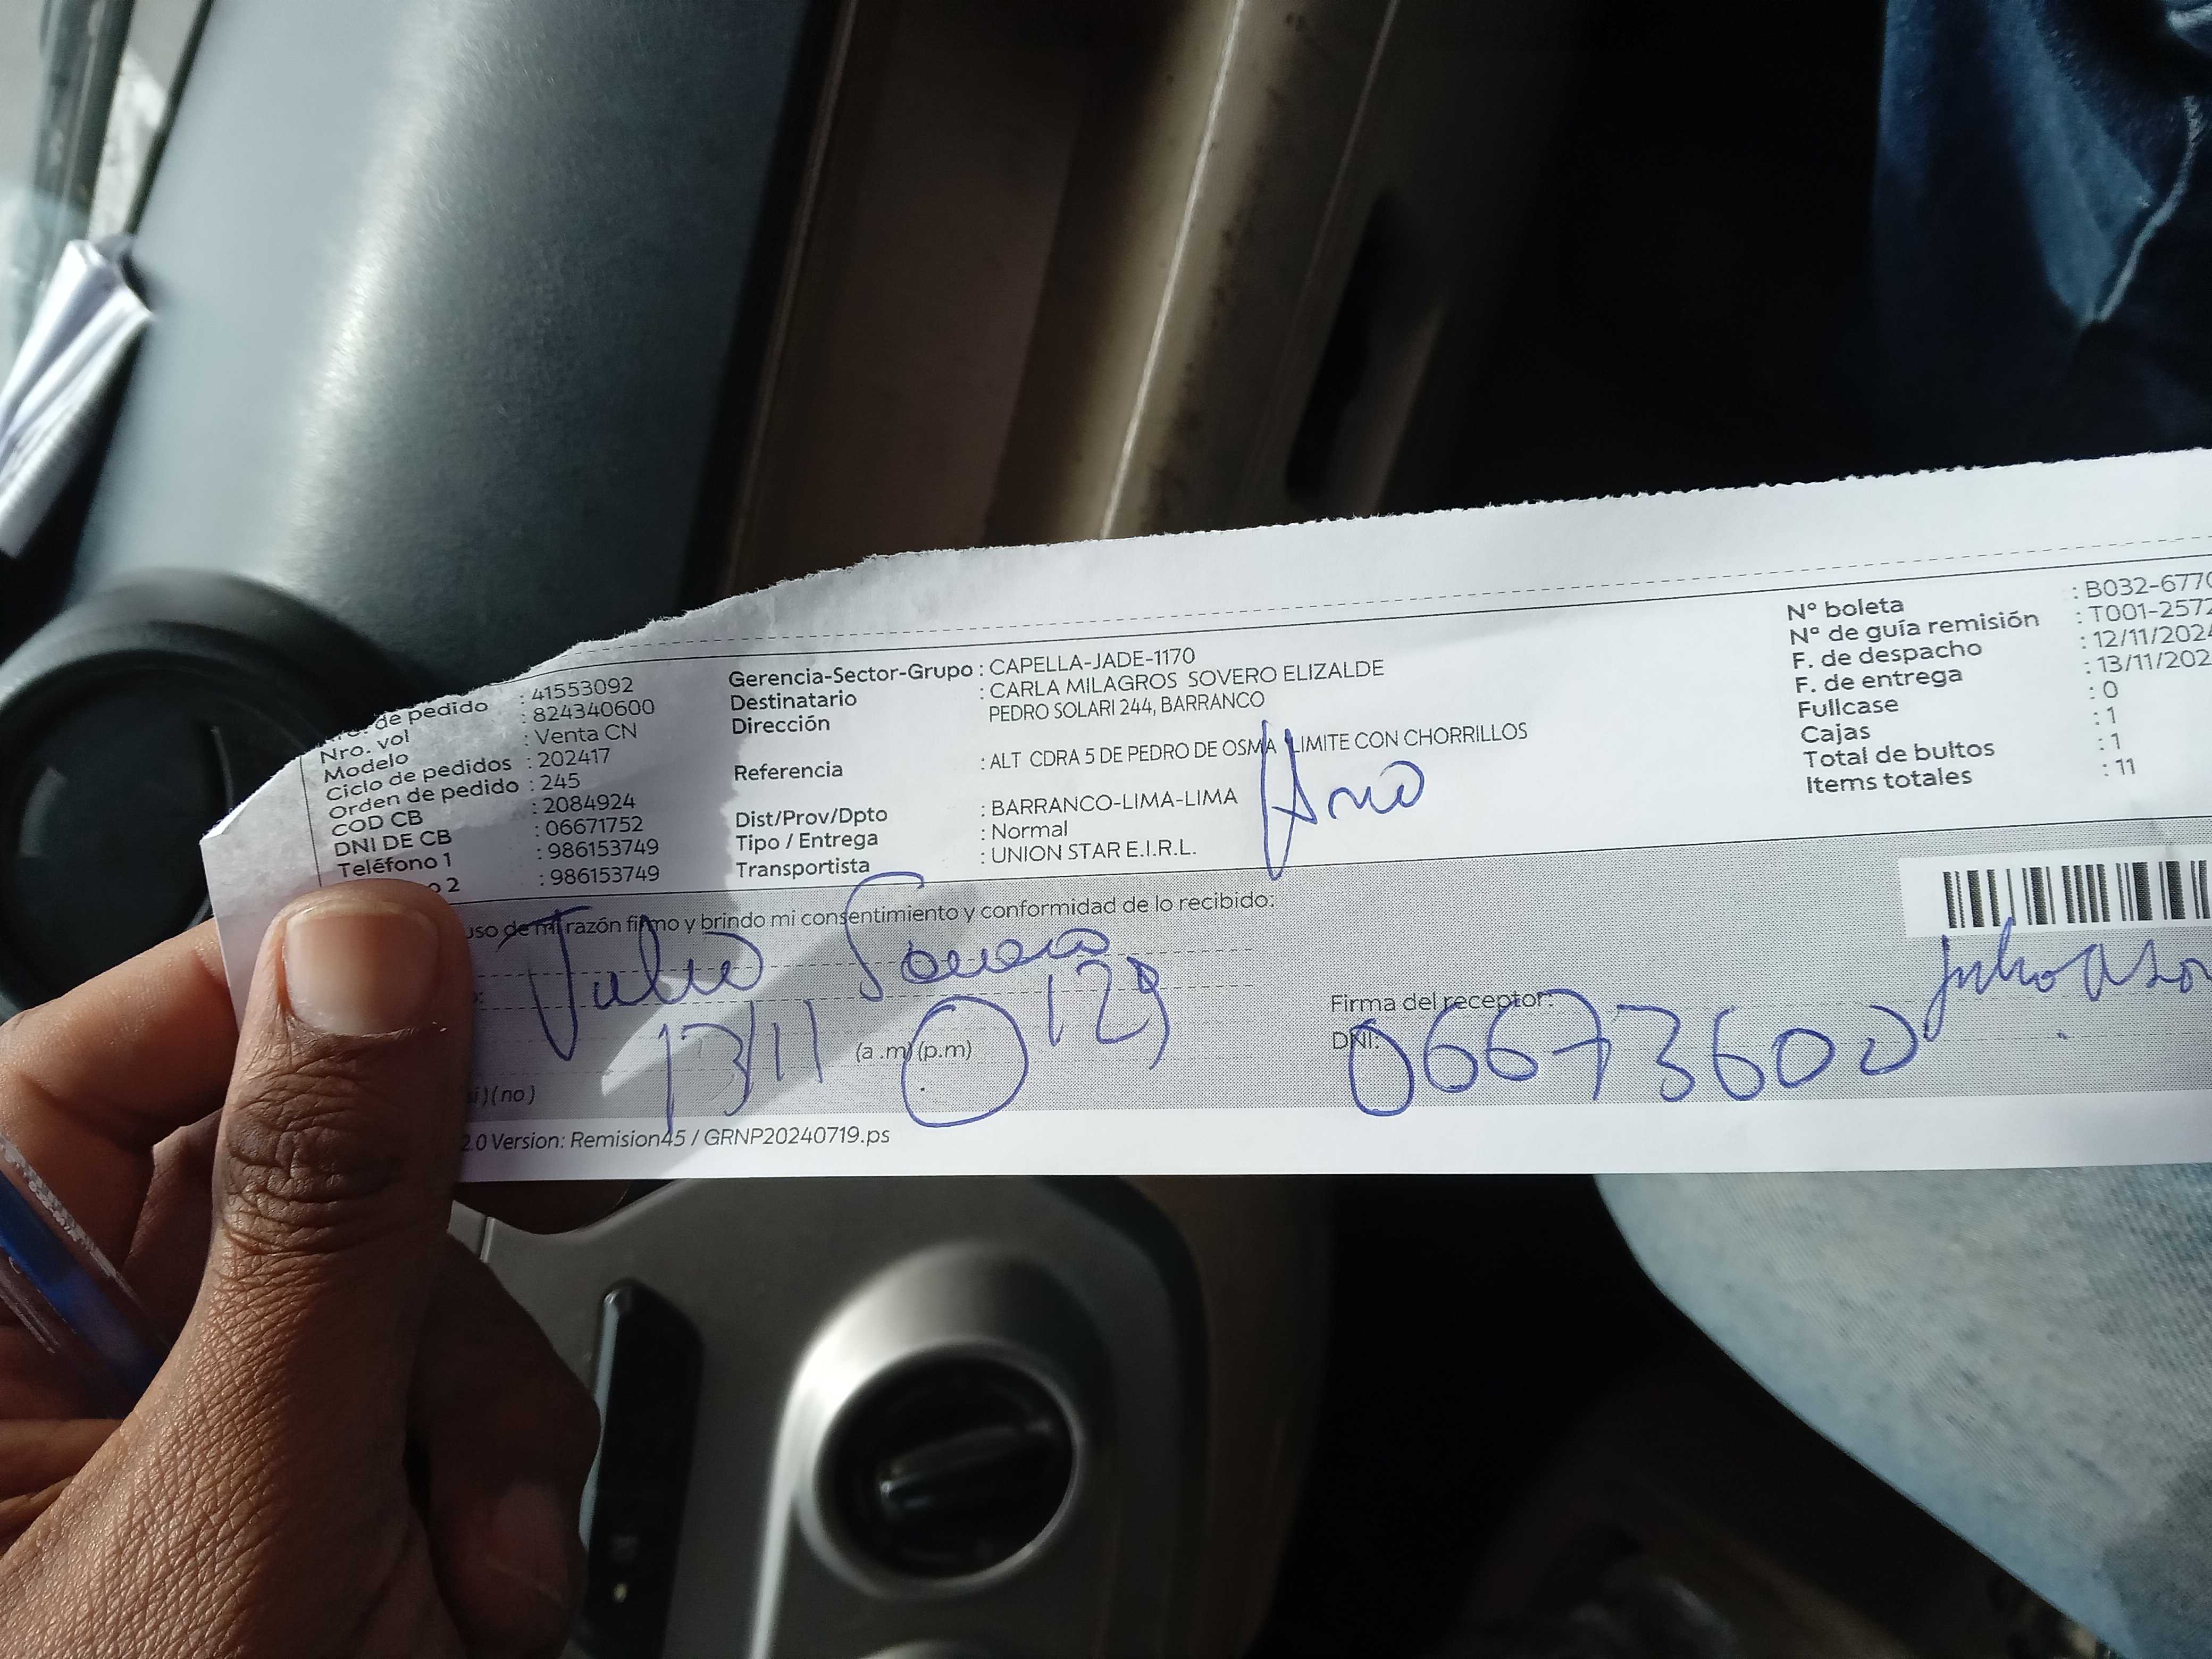 de pedido : 41553092
Nro. vol : 824340600
Modelo : Venta CN
Ciclo de pedidos : 202417
Orden de pedido : 245
COD CB : 2084924
DNI DE CB : 06671752
Teléfono 1 : 986153749
o 2 : 986153749
Gerencia-Sector-Grupo : CAPELLA-JADE-1170
Destinatario : CARLA MILAGROS SOVERO ELIZALDE
Dirección PEDRO SOLARI 244, BARRANCO
Referencia : ALT CDRA 5 DE PEDRO DE OSMA LIMITE CON CHORRILLOS
Dist/Prov/Dpto : BARRANCO-LIMA-LIMA
Tipo / Entrega : Normal
Transportista : UNION STAR E.I.R.L.
N° boleta : B032-6770
N° de guía remisión : T001-2572
F. de despacho : 12/11/2024
F. de entrega : 13/11/202
Fullcase : 0
Cajas : 1
Total de bultos : 1
Items totales : 11
uso de mi razón firmo y brindo mi consentimiento y conformidad de lo recibido:
Julio Sovero
13/11 (a .m) (p.m) 129
Firma del receptor:
DNI: 06673600
)(no)
2.0 Version: Remision45 / GRNP20240719.ps